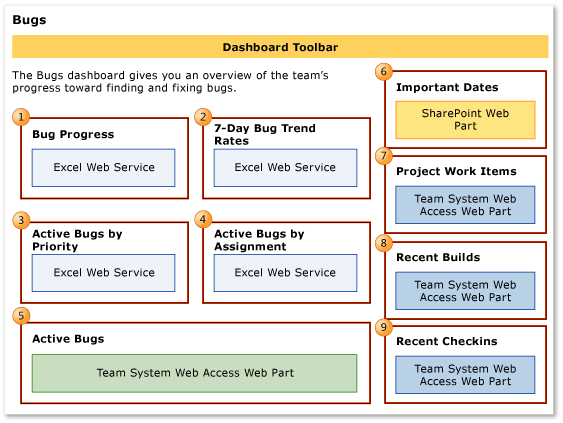 Bugs
Dashboard Toolbar
The Bugs dashboard gives you an overview of the team's
progress toward finding and fixing bugs.
1
Bug Progress
Excel Web Service
2
7-Day Bug Trend
Rates
Excel Web Service
3
Active Bugs by
Priority
Excel Web Service
4
Active Bugs by
Assignment
Excel Web Service
5
Active Bugs
Team System Web Access Web Part
6
Important Dates
SharePoint Web
Part
7
Project Work Items
Team System Web
Access Web Part
8
Recent Builds
Team System Web
Access Web Part
9
Recent Checkins
Team System Web
Access Web Part